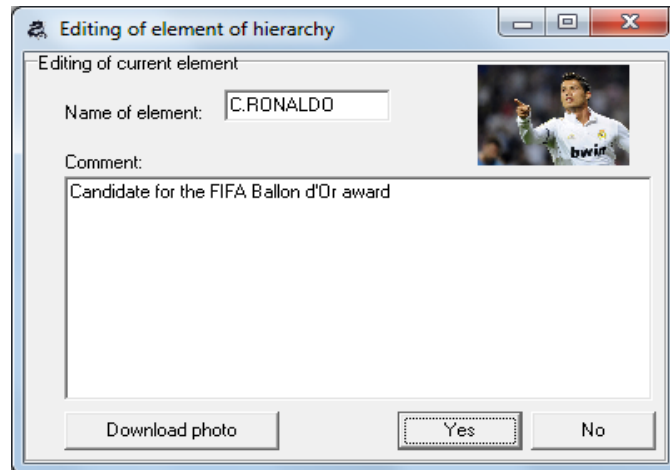 Editing of element of hierarchy
Editing of current element
Name of element:
C.RONALDO
bwin
Comment:
Candidate for the FIFA Ballon d'Or award
Download photo
Yes
No